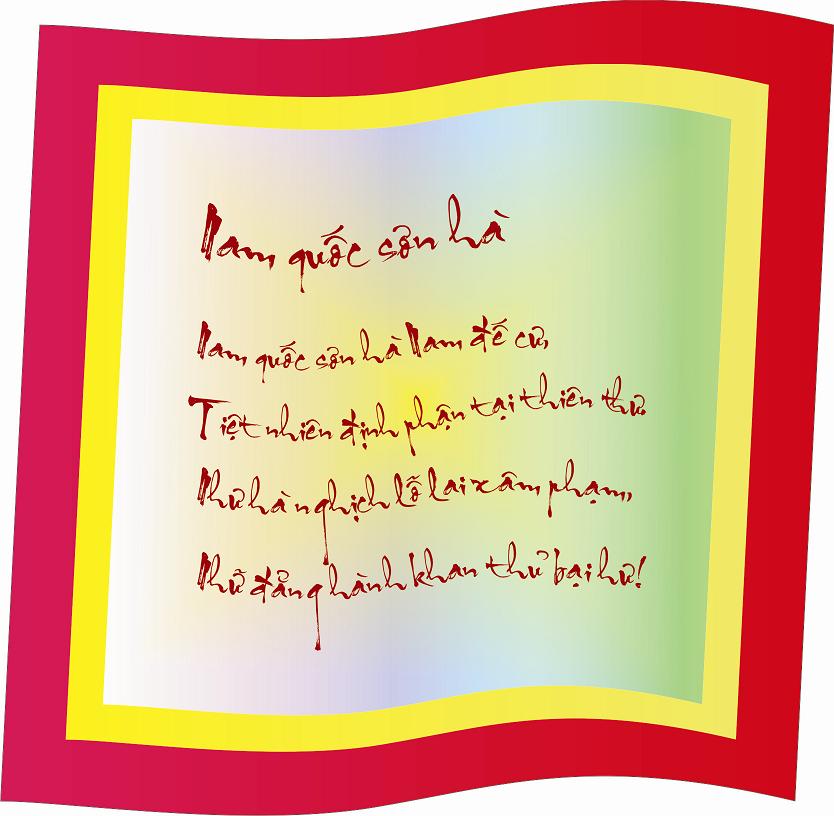 Nam quốc sơn hà
Nam quốc sơn hà Nam đế cư,
Tiệt nhiên định phận tại thiên thư.
Như hà nghịch lỗ lai xâm phạm,
Nhữ đẳng hành khan thủ bại hư!